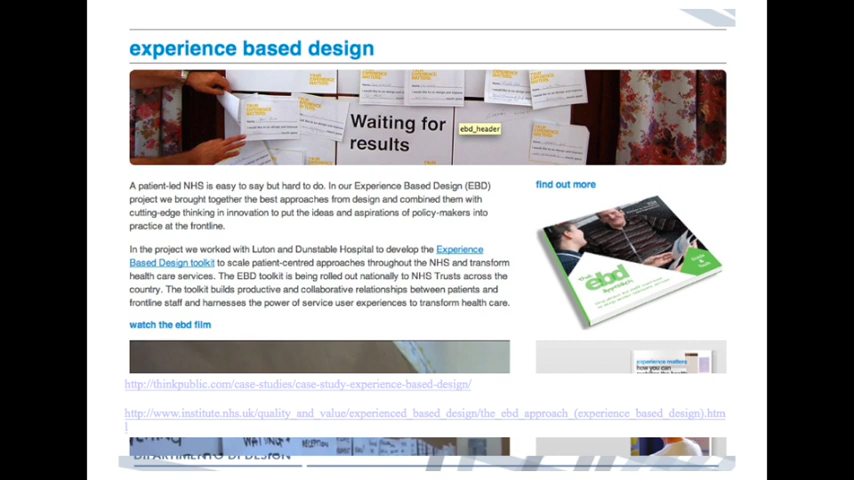 experience based design
Waiting for
results
ebd_header
A patient-led NHS is easy to say but hard to do. In our Experience Based Design (EBD)
project we brought together the best approaches from design and combined them with
cutting-edge thinking in innovation to put the ideas and aspirations of policy-makers into
practice at the frontline.
In the project we worked with Luton and Dunstable Hospital to develop the Experience
Based Design toolkit to scale patient-centred approaches throughout the NHS and transform
health care services. The EBD toolkit is being rolled out nationally to NHS Trusts across the
country. The toolkit builds productive and collaborative relationships between patients and
frontline staff and harnesses the power of service user experiences to transform health care.
watch the ebd film
find out more
the
ebd
approach
experience matters
http://thinkpublic.com/case-studies/case-study-experience-based-design/
http://www.institute.nhs.uk/quality_and_value/experienced_based_design/the_ebd_approach_(experience_based_design).htm
l
DIPARTIMENTO DI DESIGN